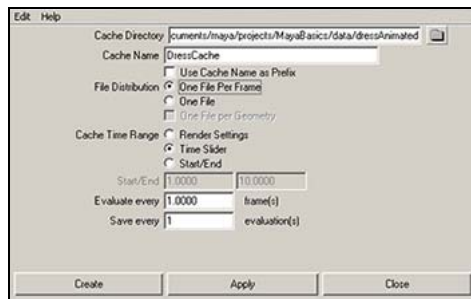 Edit Help
Cache Directory cuments/maya/projects/MayaBasics/data/dressAnimated
Cache Name DressCache
Use Cache Name as Prefix
File Distribution One File Per Frame
One File
One File per Geometry
Cache Time Range Render Settings
Time Slider
Start/End
Start/End 1.0000 10.0000
Evaluate every 1.0000 frame(s)
Save every 1 evaluation(s)
Create Apply Close